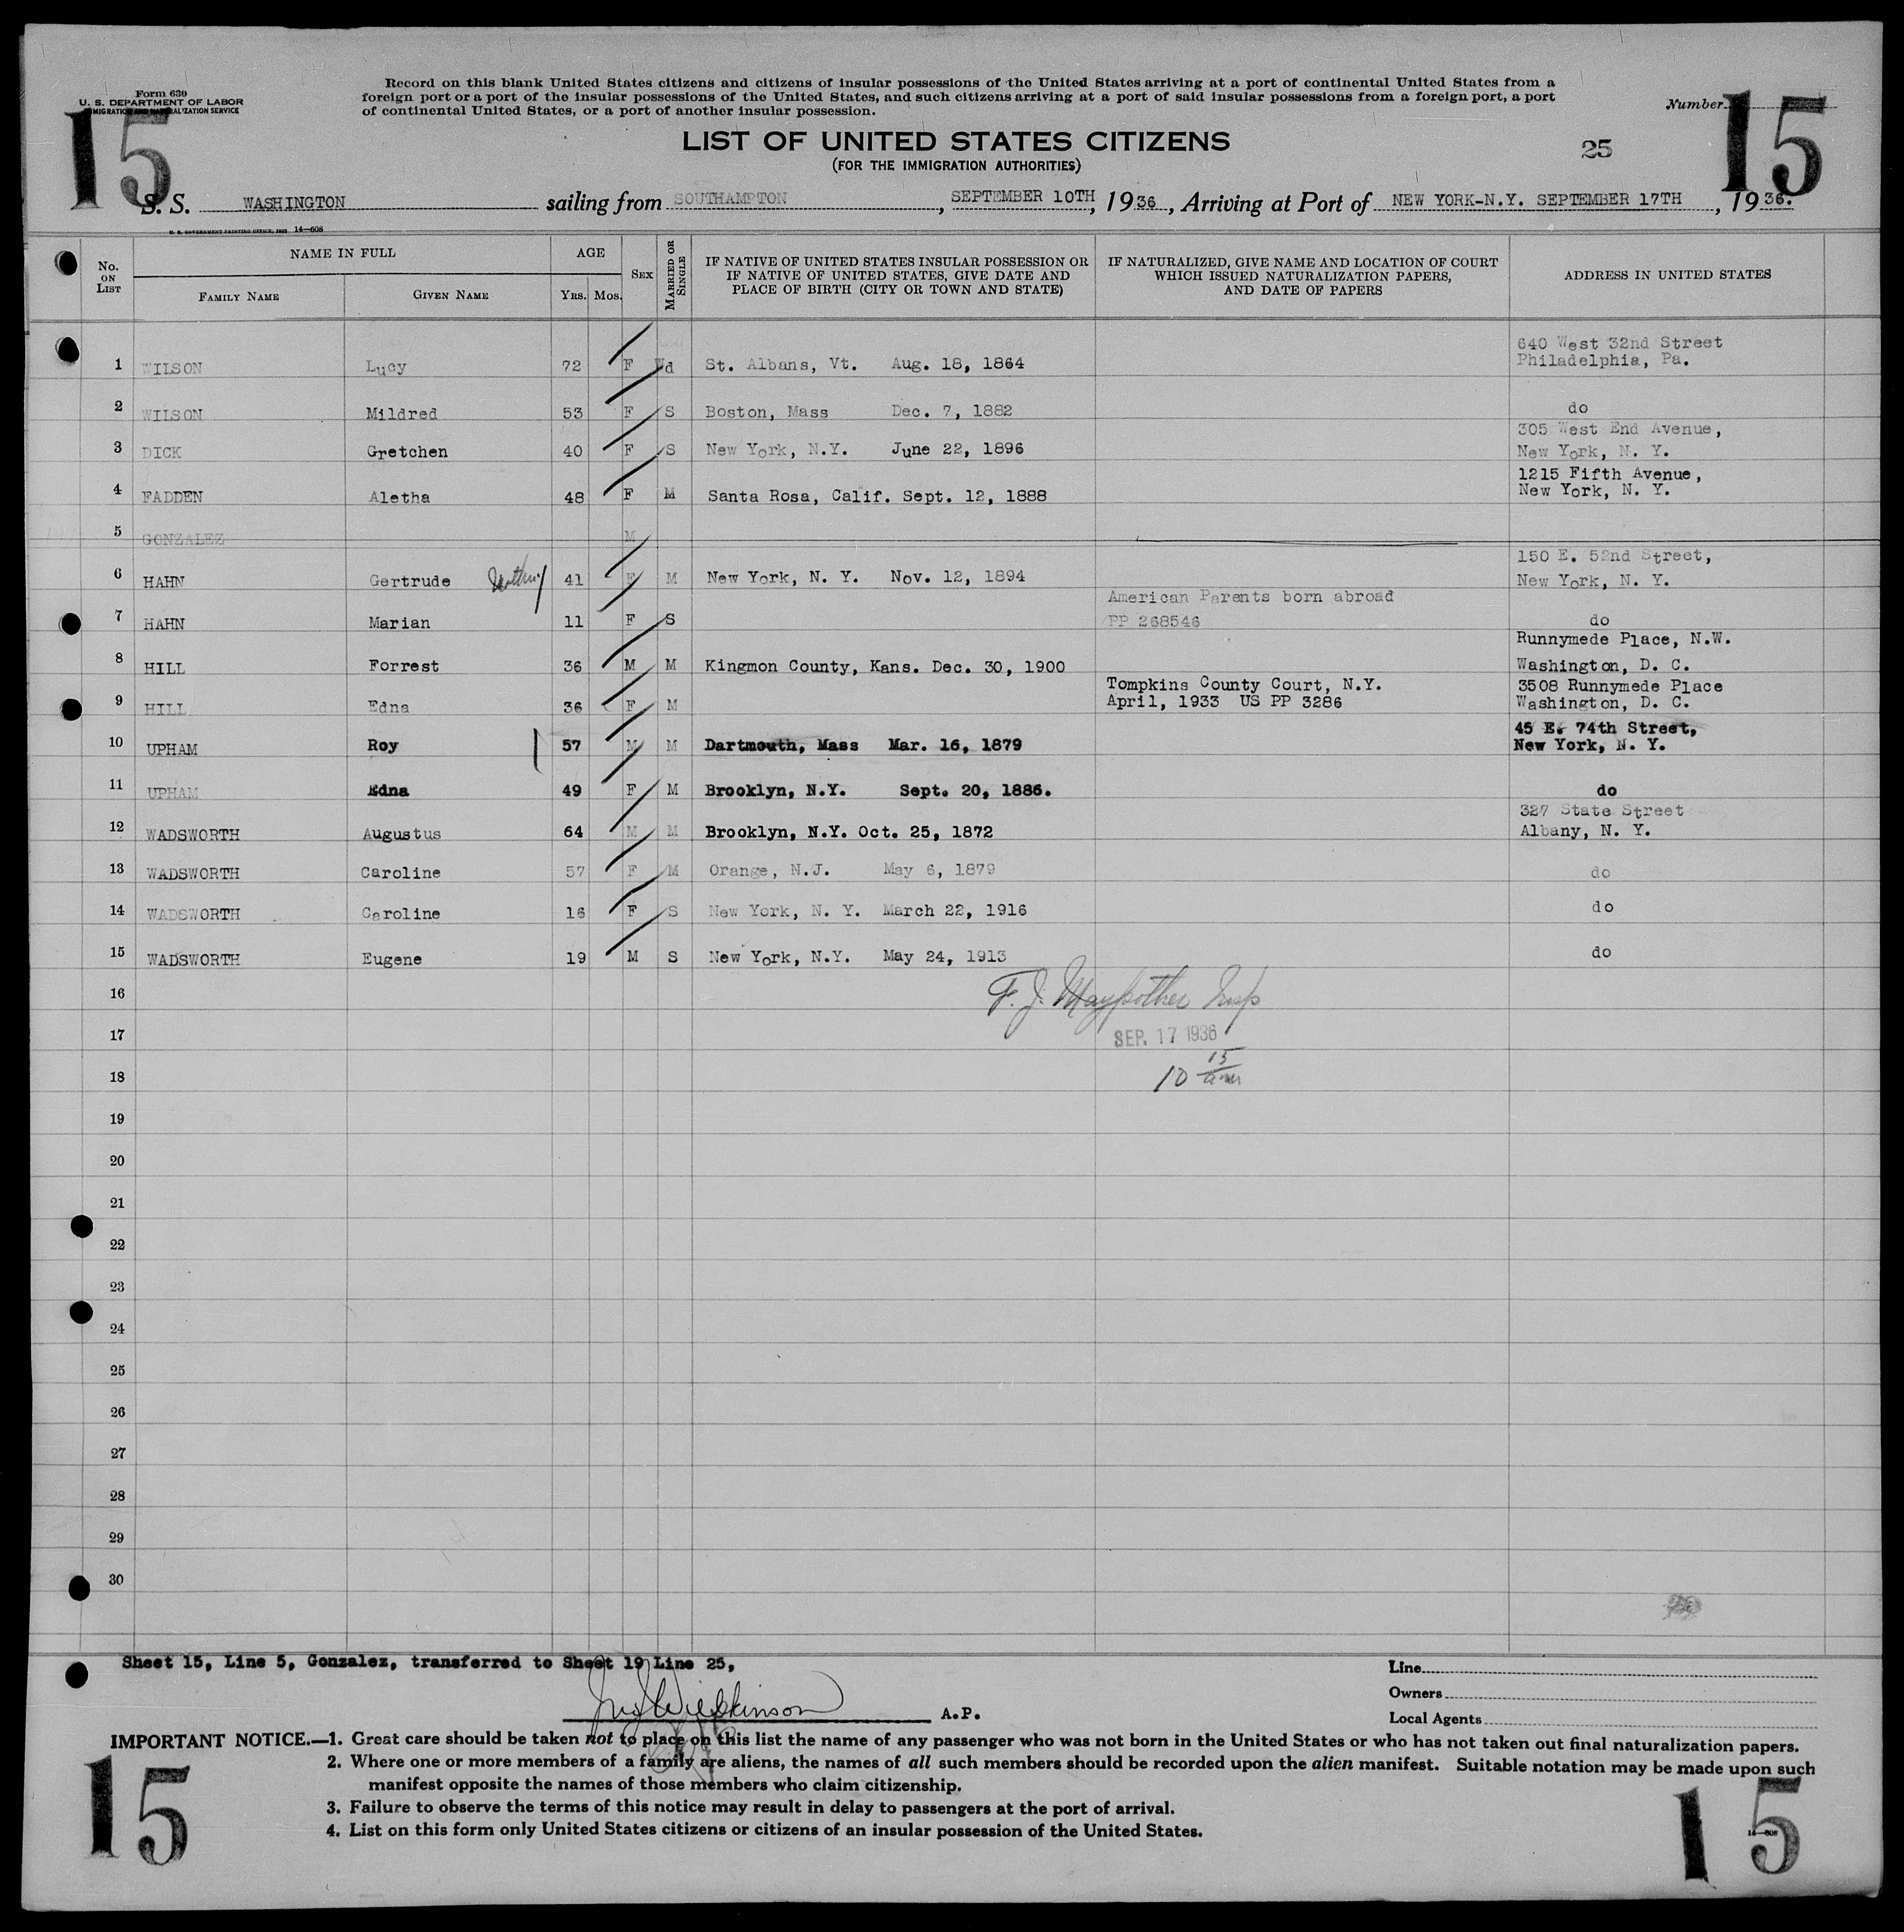 Form 630
U. S. DEPARTMENT OF LABOR
IMMIGRATION AND NATURALIZATION SERVICE
Record on this blank United States citizens and citizens of insular possessions of the United States arriving at a port of continental United States from a
foreign port or a port of the insular possessions of the United States, and such citizens arriving at a port of said insular possessions from a foreign port, a port
of continental United States, or a port of another insular possession.
Number
15
15
LIST OF UNITED STATES CITIZENS
(FOR THE IMMIGRATION AUTHORITIES)
25
S. S. WASHINGTON sailing from SOUTHAMPTON, SEPTEMBER 10TH, 1936, Arriving at Port of NEW YORK-N.Y. SEPTEMBER 17TH, 1936.
14—608
No. ON LIST NAME IN FULL FAMILY NAME GIVEN NAME AGE YRS. MOS. SEX MARRIED OR SINGLE IF NATIVE OF UNITED STATES INSULAR POSSESSION OR IF NATIVE OF UNITED STATES, GIVE DATE AND PLACE OF BIRTH (CITY OR TOWN AND STATE) IF NATURALIZED, GIVE NAME AND LOCATION OF COURT WHICH ISSUED NATURALIZATION PAPERS, AND DATE OF PAPERS ADDRESS IN UNITED STATES
1 WILSON Lucy 72 F Wd St. Albans, Vt. Aug. 18, 1864 640 West 32nd Street Philadelphia, Pa.
2 WILSON Mildred 53 F S Boston, Mass Dec. 7, 1882 do
3 DICK Gretchen 40 F S New York, N.Y. June 22, 1896 305 West End Avenue, New York, N. Y.
4 FADDEN Aletha 48 F M Santa Rosa, Calif. Sept. 12, 1888 1215 Fifth Avenue, New York, N. Y.
5 GONZALEZ M
6 HAHN Gertrude 41 F M New York, N. Y. Nov. 12, 1894 150 E. 52nd Street, New York, N. Y.
7 HAHN Marian 11 F S American Parents born abroad PP 268546 do
8 HILL Forrest 36 M M Kingmon County, Kans. Dec. 30, 1900 Runnymede Place, N.W. Washington, D. C.
9 HILL Edna 36 F M Tompkins County Court, N.Y. April, 1933 US PP 3286 3508 Runnymede Place Washington, D. C.
10 UPHAM Roy 57 M M Dartmouth, Mass Mar. 16, 1879 45 E. 74th Street, New York, N. Y.
11 UPHAM Edna 49 F M Brooklyn, N.Y. Sept. 20, 1886. do
12 WADSWORTH Augustus 64 M M Brooklyn, N.Y. Oct. 25, 1872 327 State Street Albany, N. Y.
13 WADSWORTH Caroline 57 F M Orange, N.J. May 6, 1879 do
14 WADSWORTH Caroline 16 F S New York, N. Y. March 22, 1916 do
15 WADSWORTH Eugene 19 M S New York, N.Y. May 24, 1913 do
16 F. J. Maypother Insp
17 SEP. 17 1936
18 10 15
19
20
21
22
23
24
25
26
27
28
29
30
Sheet 15, Line 5, Gonzalez, transferred to Sheet 19 Line 25,
Wilkinson A.P.
Line
Owners
Local Agents
IMPORTANT NOTICE.—1. Great care should be taken not to place on this list the name of any passenger who was not born in the United States or who has not taken out final naturalization papers.
2. Where one or more members of a family are aliens, the names of all such members should be recorded upon the alien manifest. Suitable notation may be made upon such
manifest opposite the names of those members who claim citizenship.
3. Failure to observe the terms of this notice may result in delay to passengers at the port of arrival.
4. List on this form only United States citizens or citizens of an insular possession of the United States.
15
15
14—608